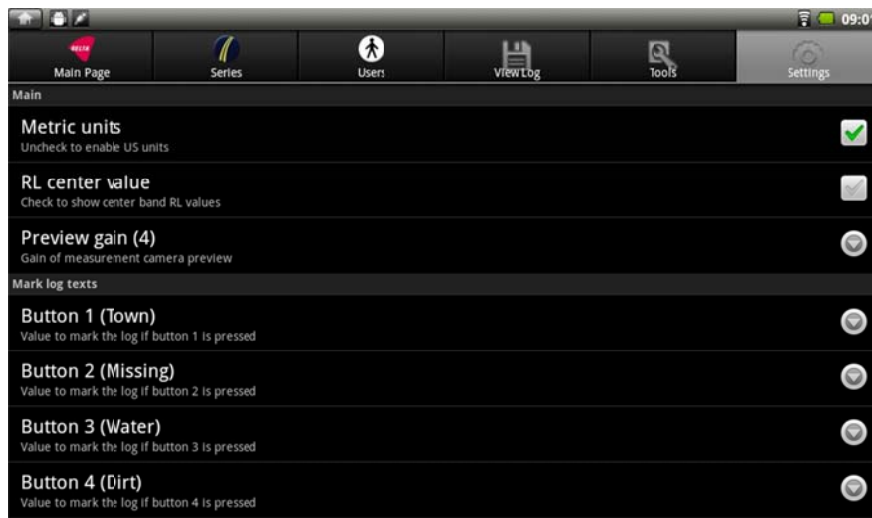 09:01
DELTA
Main Page Series Users View Log Tools Settings
Main
Metric units
Uncheck to enable US units
RL center value
Check to show center band RL values
Preview gain (4)
Gain of measurement camera preview
Mark log texts
Button 1 (Town)
Value to mark the log if button 1 is pressed
Button 2 (Missing)
Value to mark the log if button 2 is pressed
Button 3 (Water)
Value to mark the log if button 3 is pressed
Button 4 (Dirt)
Value to mark the log if button 4 is pressed